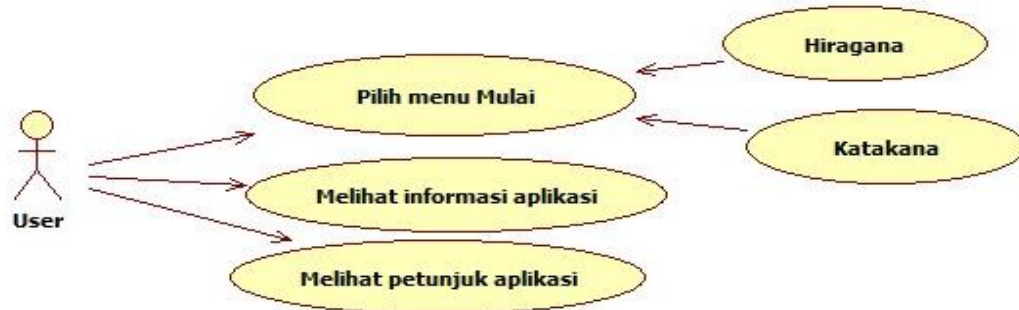 Hiragana
Pilih menu Mulai
Katakana
Melihat informasi aplikasi
User
Melihat petunjuk aplikasi